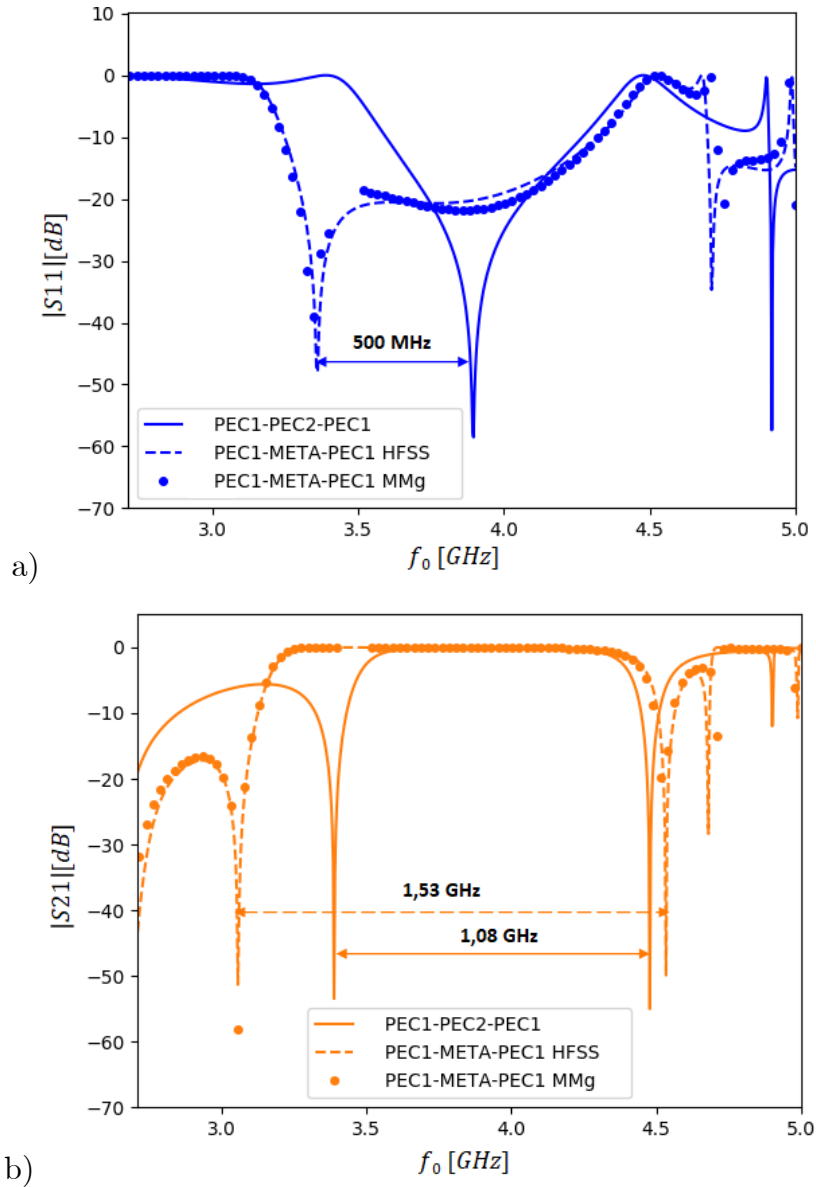 10
0
−10
−20
−30
−40
−50
−60
−70
|S11|[dB]
500 MHz
PEC1-PEC2-PEC1
PEC1-META-PEC1 HFSS
PEC1-META-PEC1 MMg
3.0 3.5 4.0 4.5 5.0
f0 [GHz]
a)
0
−10
−20
−30
−40
−50
−60
−70
|S21|[dB]
1,53 GHz
1,08 GHz
PEC1-PEC2-PEC1
PEC1-META-PEC1 HFSS
PEC1-META-PEC1 MMg
3.0 3.5 4.0 4.5 5.0
f0 [GHz]
b)